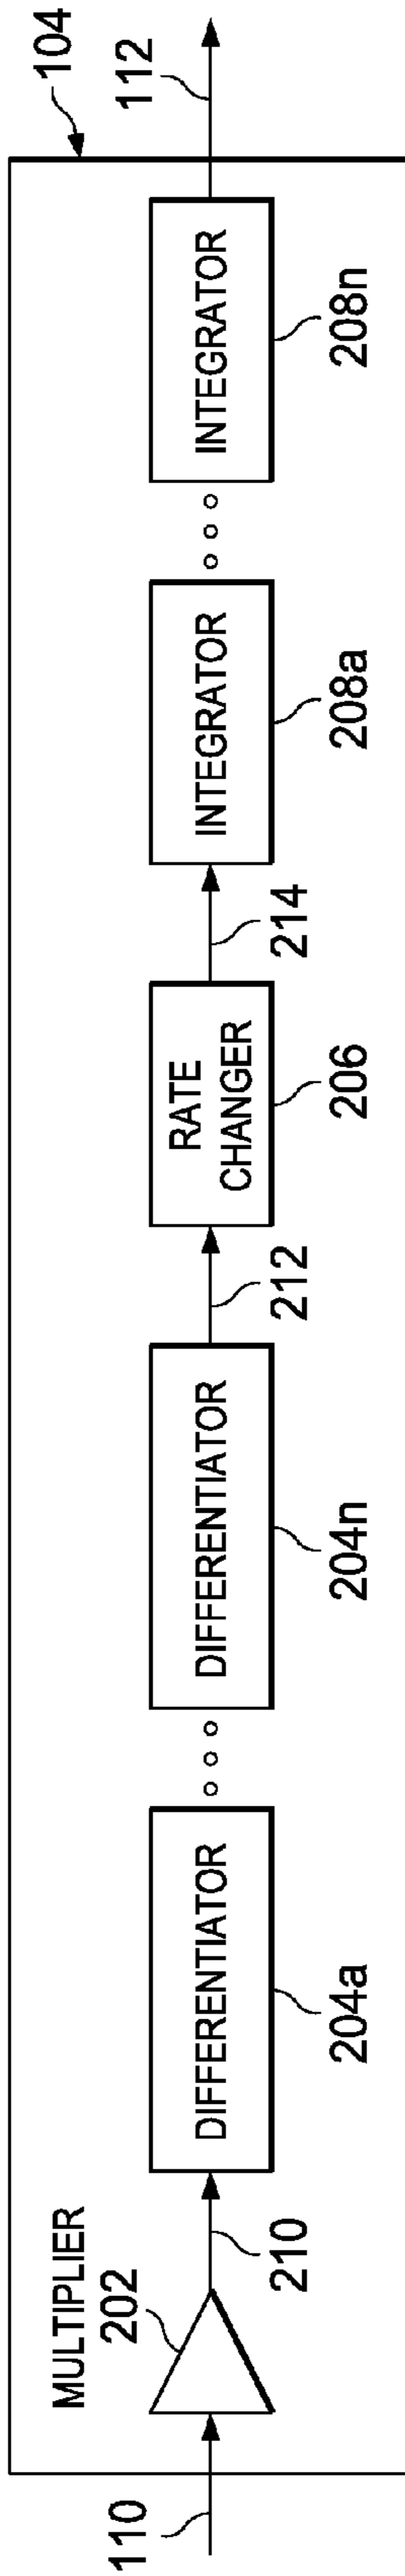 104
MULTIPLIER
202
110
210
DIFFERENTIATOR
204a
DIFFERENTIATOR
204n
212
RATE
CHANGER
206
214
INTEGRATOR
208a
INTEGRATOR
208n
112